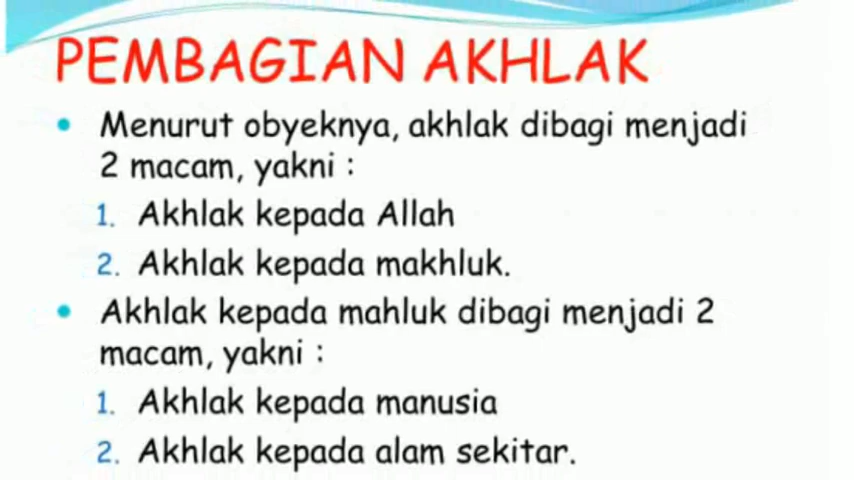 PEMBAGIAN AKHLAK
• Menurut obyeknya, akhlak dibagi menjadi
2 macam, yakni :
1. Akhlak kepada Allah
2. Akhlak kepada makhluk.
• Akhlak kepada mahluk dibagi menjadi 2
macam, yakni :
1. Akhlak kepada manusia
2. Akhlak kepada alam sekitar.